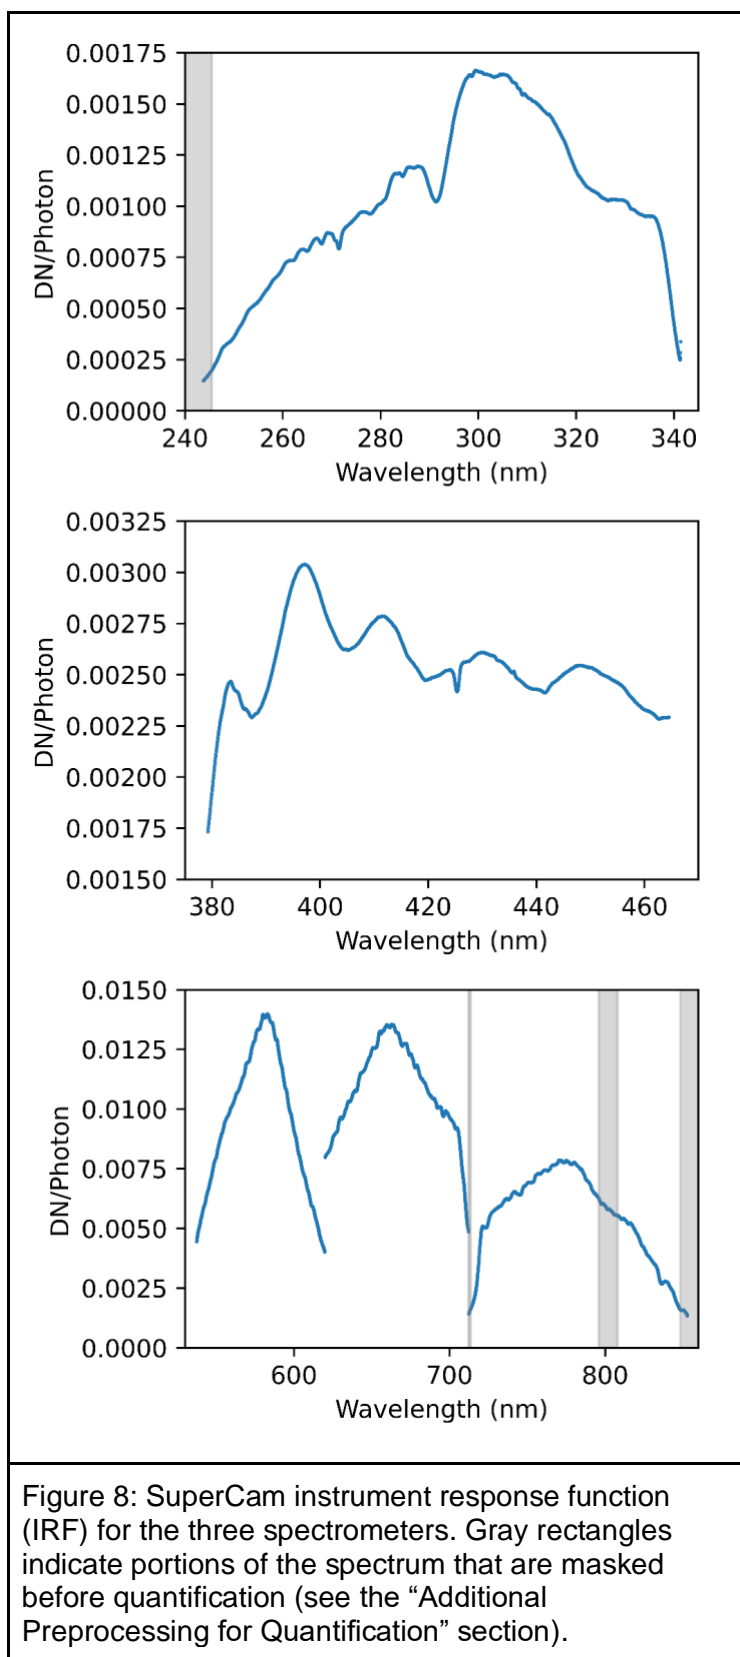 0.00175
0.00150
0.00125
0.00100
0.00075
0.00050
0.00025
0.00000
DN/Photon
240 260 280 300 320 340
Wavelength (nm)
0.00325
0.00300
0.00275
0.00250
0.00225
0.00200
0.00175
0.00150
DN/Photon
380 400 420 440 460
Wavelength (nm)
0.0150
0.0125
0.0100
0.0075
0.0050
0.0025
0.0000
DN/Photon
600 700 800
Wavelength (nm)
Figure 8: SuperCam instrument response function
(IRF) for the three spectrometers. Gray rectangles
indicate portions of the spectrum that are masked
before quantification (see the “Additional
Preprocessing for Quantification” section).